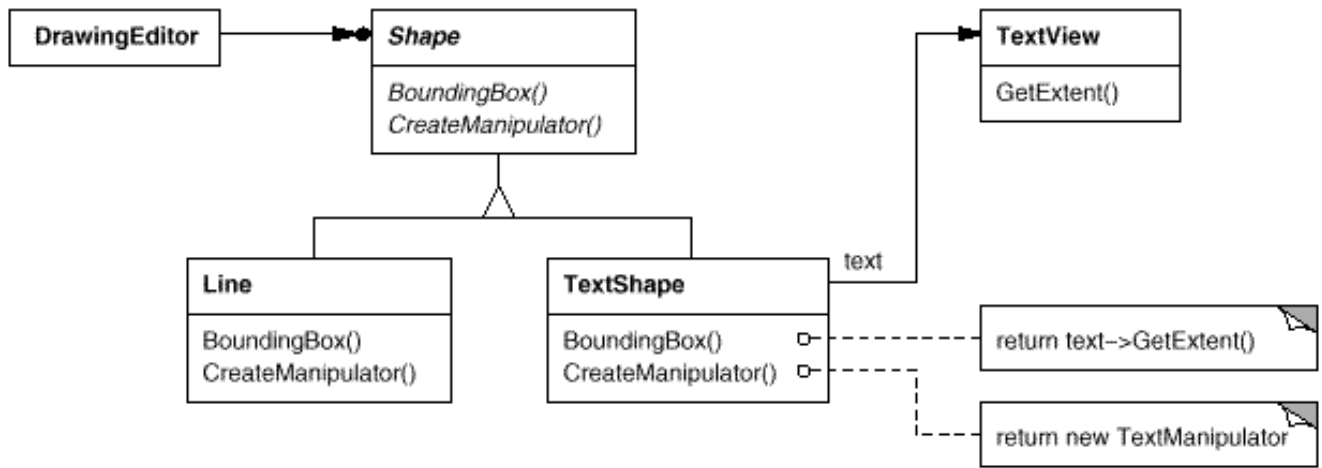 DrawingEditor
Shape
BoundingBox()
CreateManipulator()
TextView
GetExtent()
Line
BoundingBox()
CreateManipulator()
TextShape
BoundingBox()
CreateManipulator()
text
return text->GetExtent()
return new TextManipulator